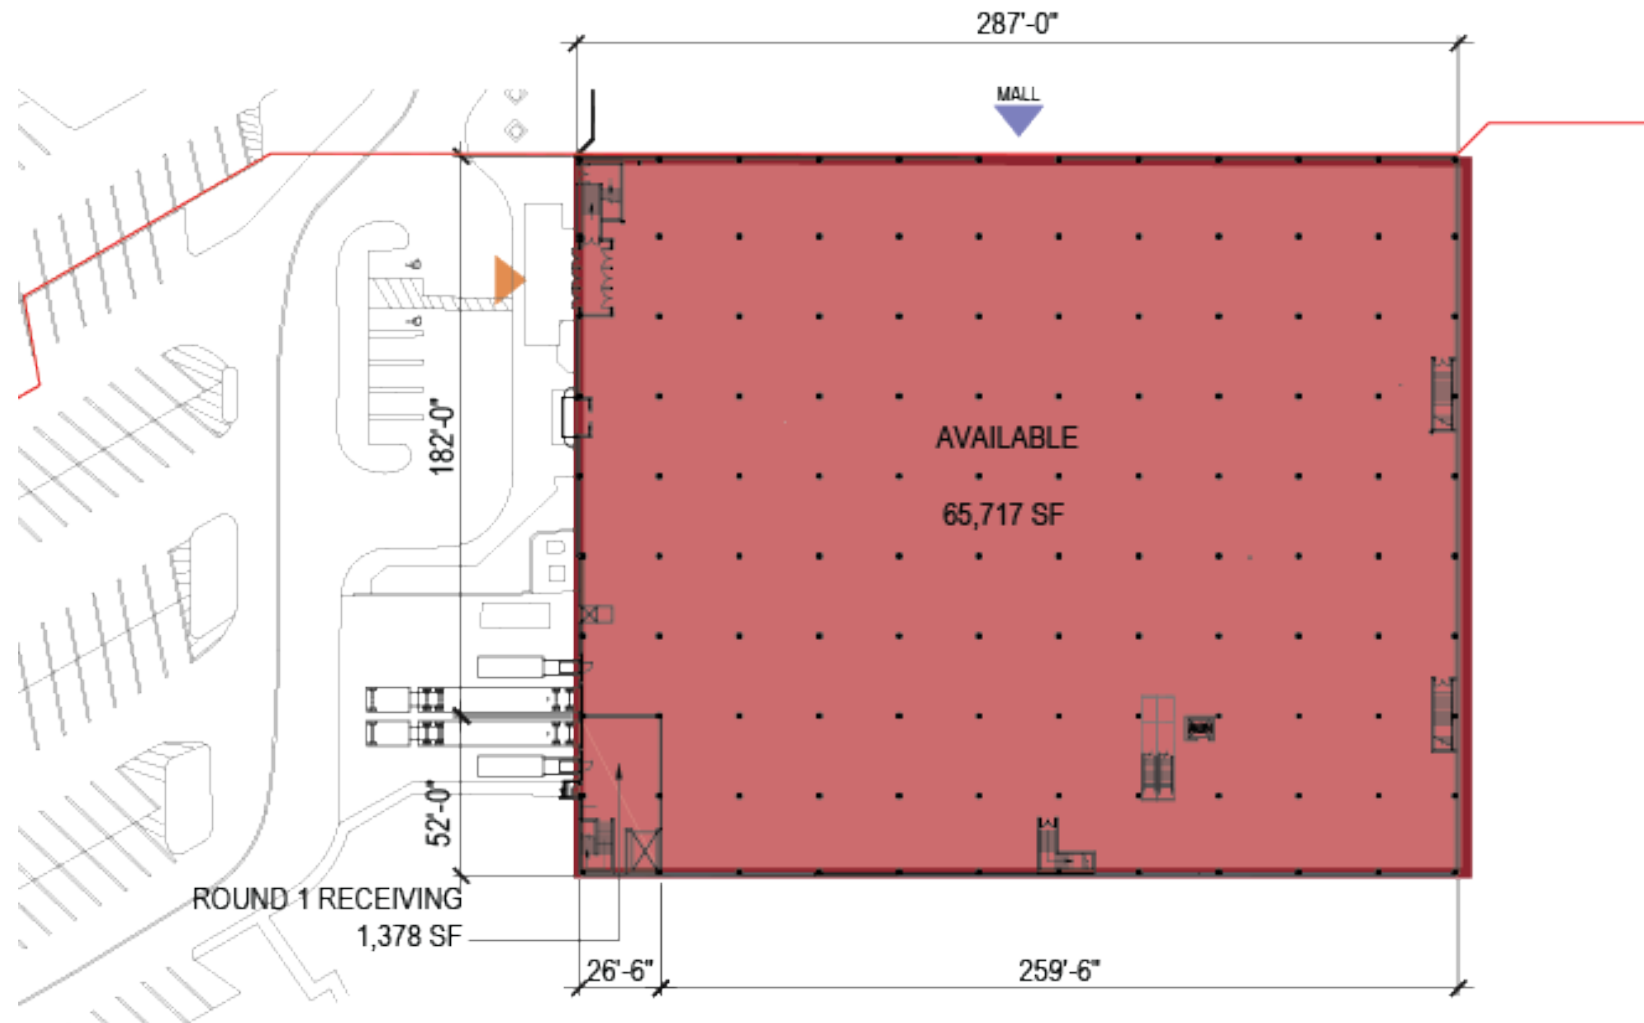 287'-0"
MALL
182'-0"
AVAILABLE
65,717 SF
52'-0"
ROUND 1 RECEIVING
1,378 SF
26'-6"
259'-6"